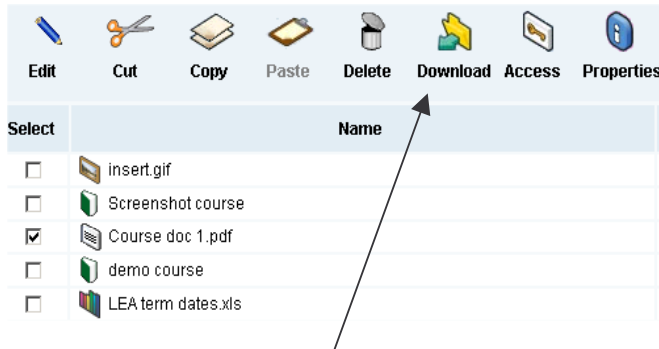 Edit Cut Copy Paste Delete Download Access Properties
Select Name
insert.gif
Screenshot course
Course doc 1.pdf
demo course
LEA term dates.xls